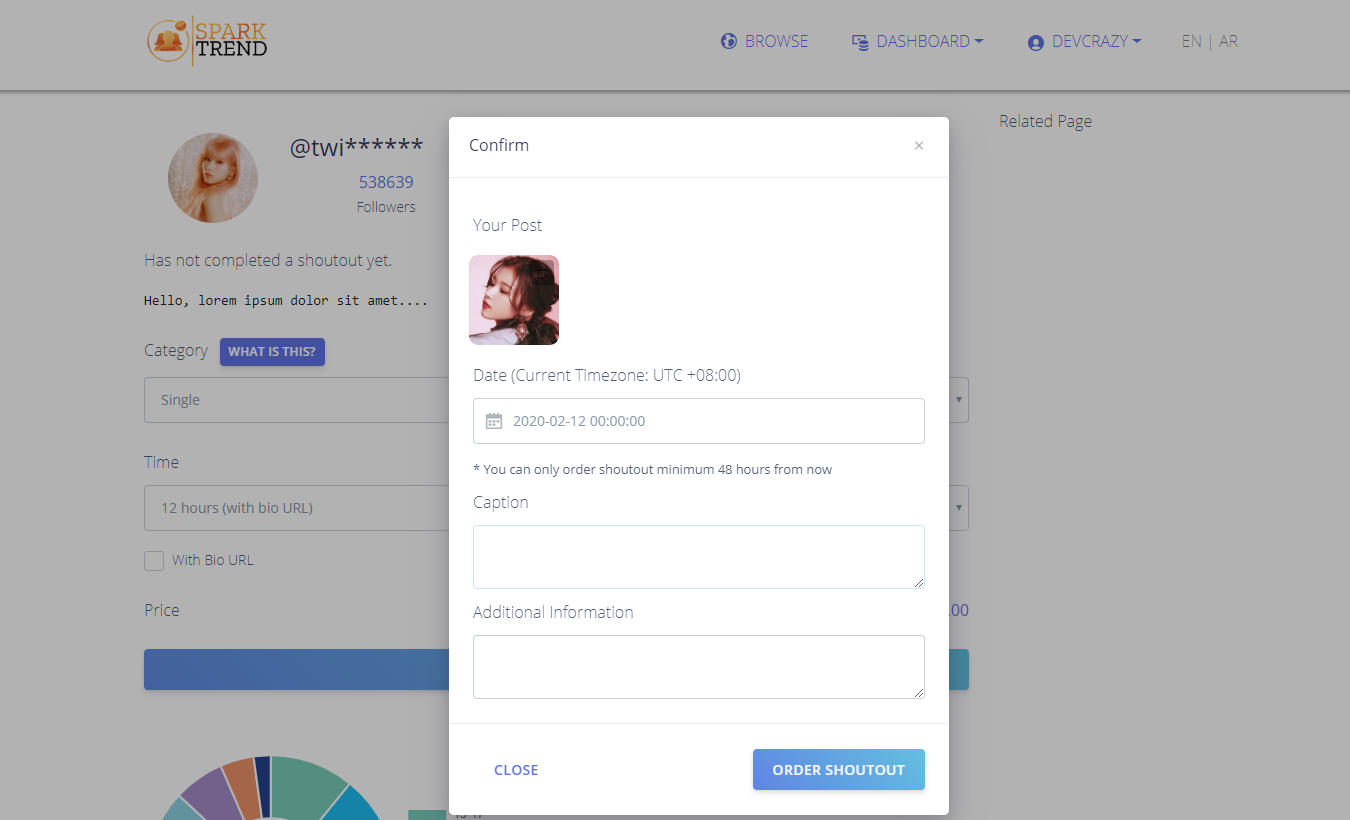 SPARK
TREND
BROWSE
DASHBOARD
DEVCRAZY
EN | AR
@twi******
538639
Followers
Has not completed a shoutout yet.
Hello, lorem ipsum dolor sit amet....
Category
WHAT IS THIS?
Single
Time
12 hours (with bio URL)
With Bio URL
Price
.00
Confirm
×
Your Post
Date (Current Timezone: UTC +08:00)
2020-02-12 00:00:00
* You can only order shoutout minimum 48 hours from now
Caption
Additional Information
CLOSE
ORDER SHOUTOUT
Related Page